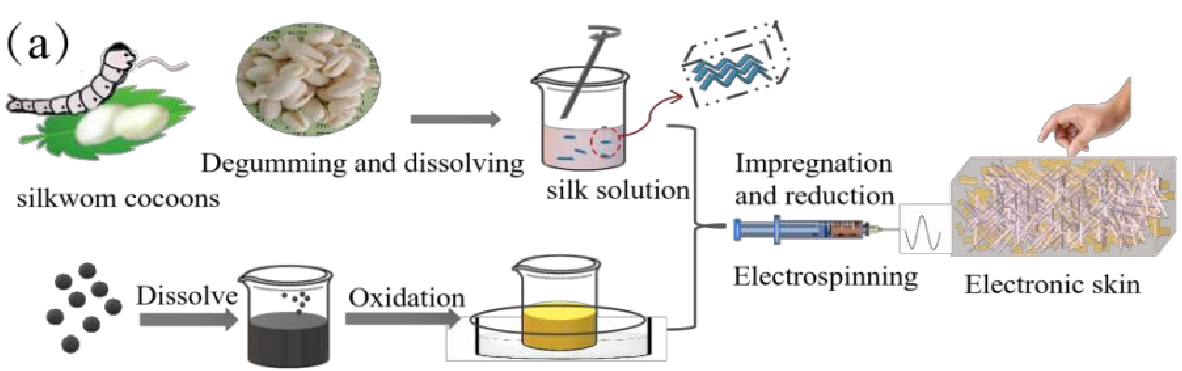 (a)
Degumming and dissolving
silkwom cocoons
silk solution
Impregnation
and reduction
Electrospinning
Electronic skin
Dissolve
Oxidation